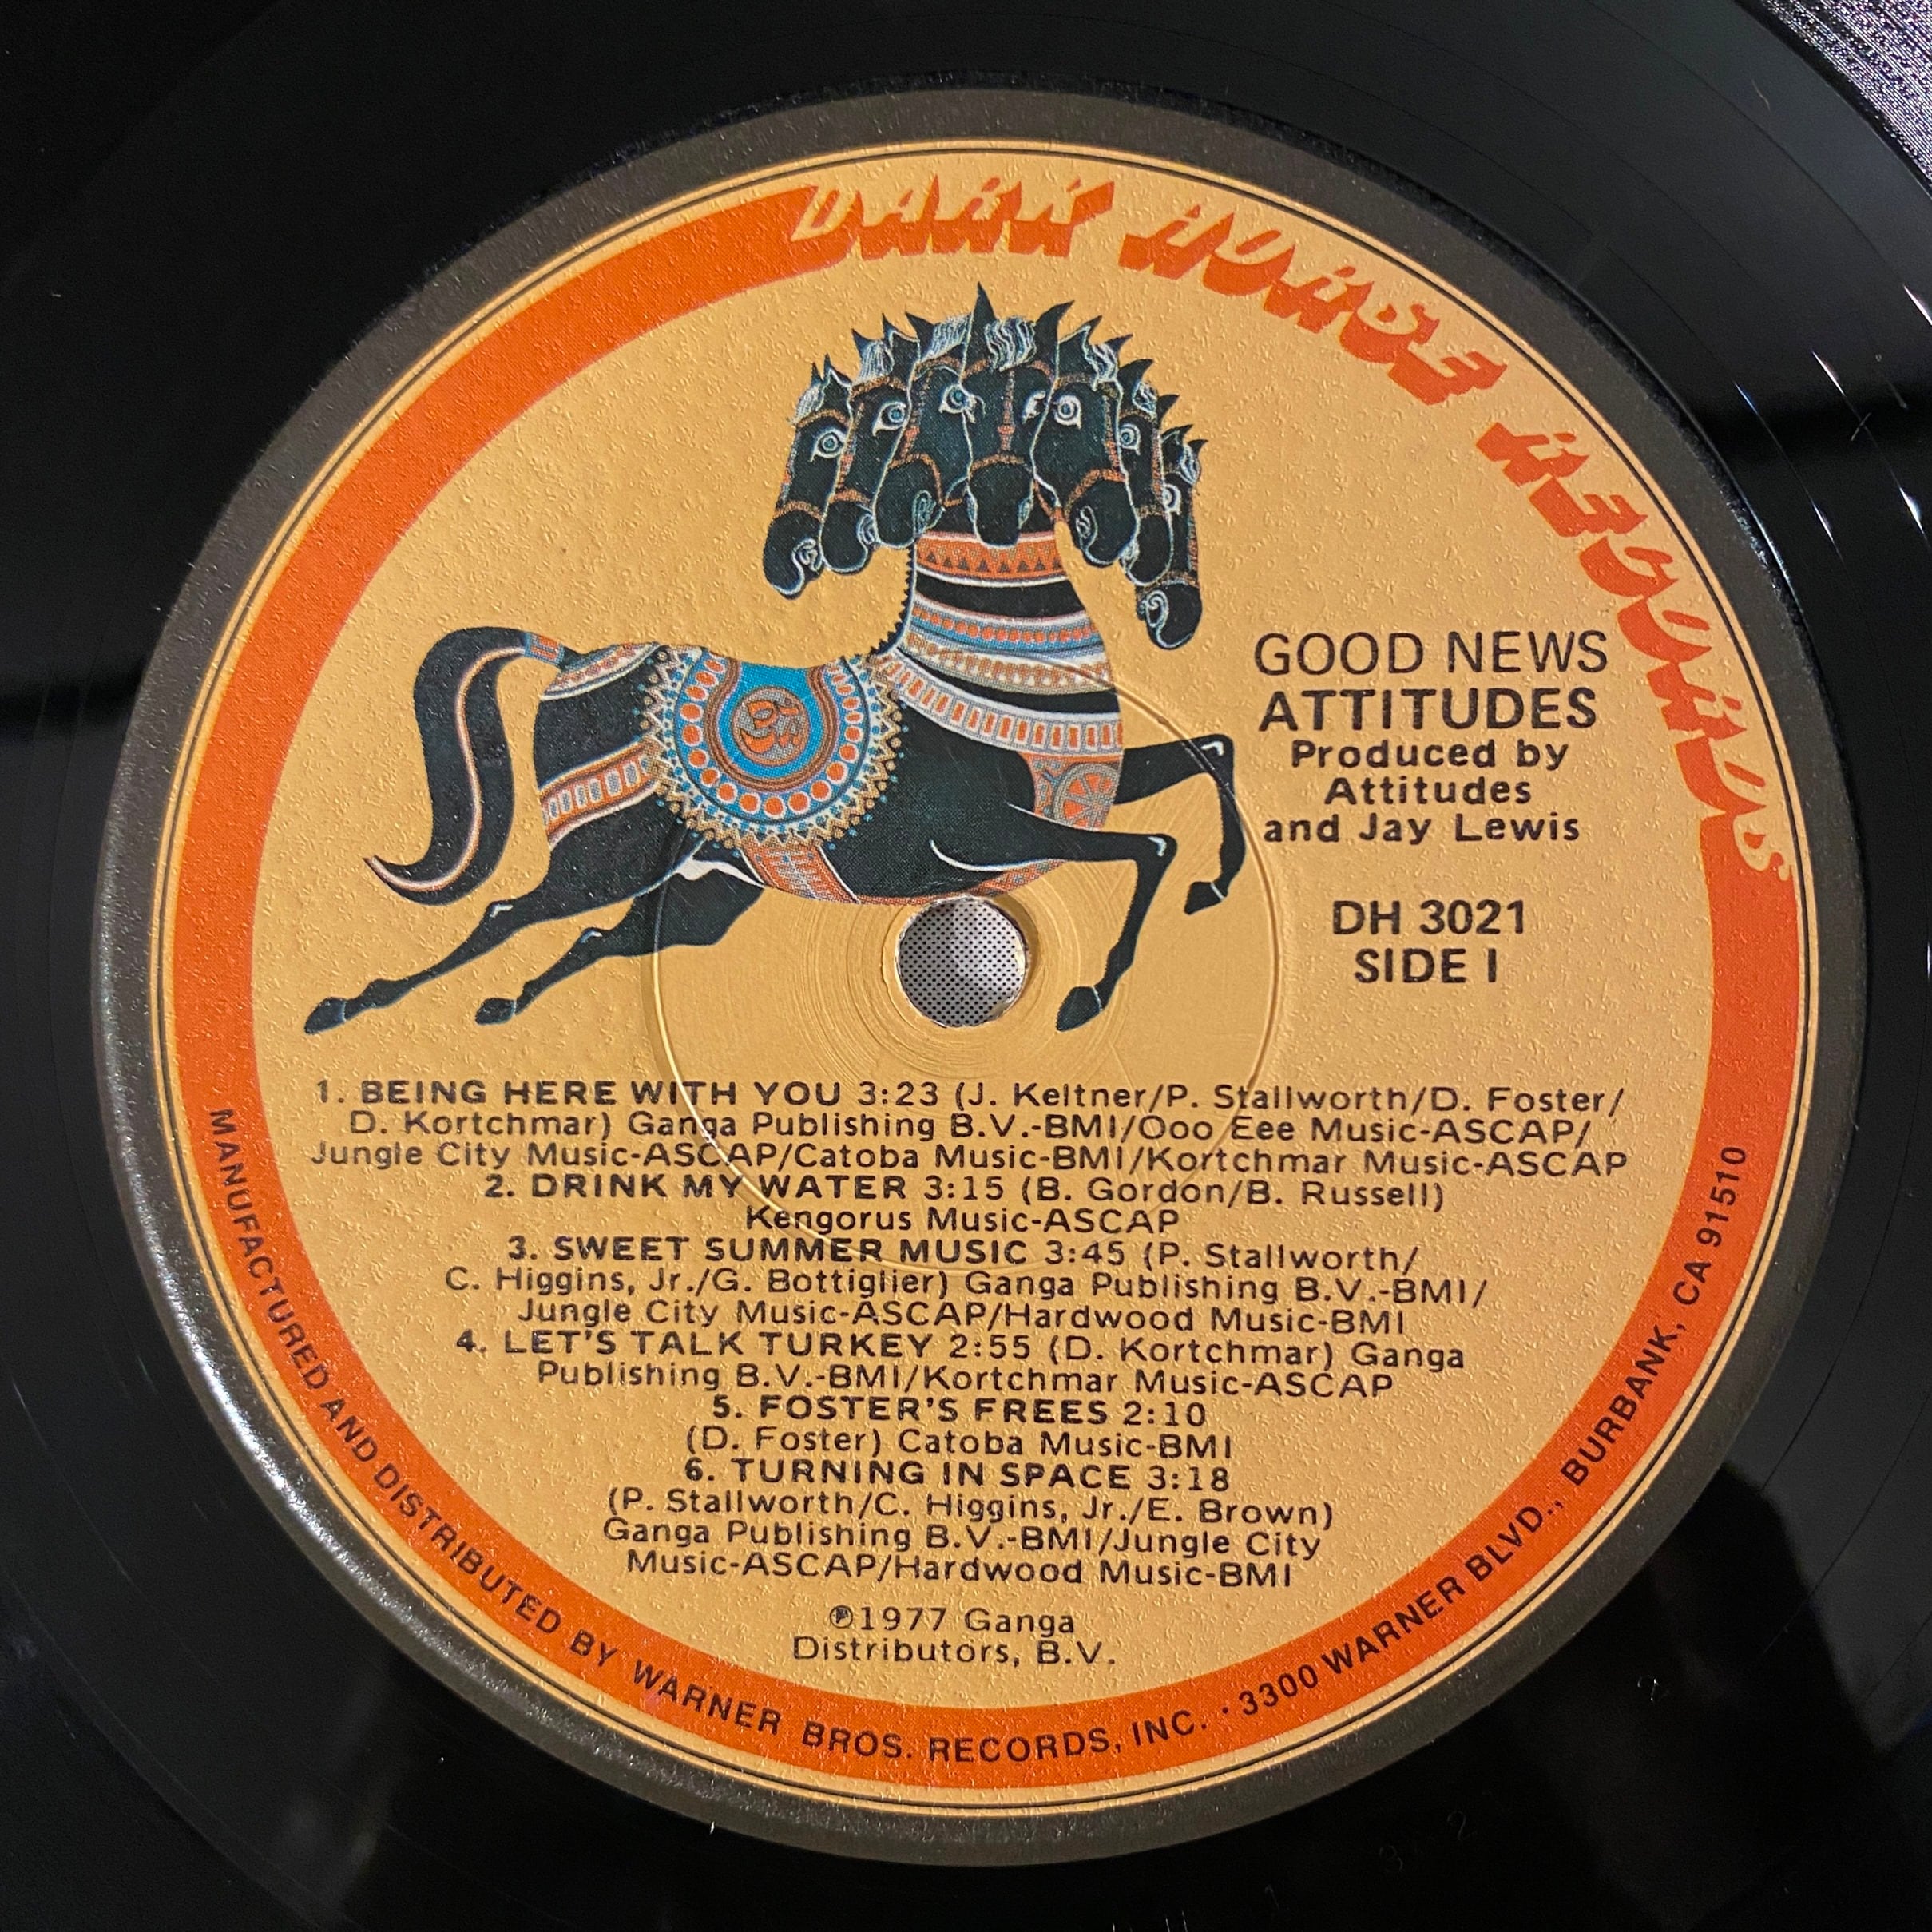 DARK HORSE RECORDS
ॐ
GOOD NEWS
ATTITUDES
Produced by
Attitudes
and Jay Lewis
DH 3021
SIDE I
1. BEING HERE WITH YOU 3:23 (J. Keltner/P. Stallworth/D. Foster/
D. Kortchmar) Ganga Publishing B.V.-BMI/Ooo Eee Music-ASCAP/
Jungle City Music-ASCAP/Catoba Music-BMI/Kortchmar Music-ASCAP
2. DRINK MY WATER 3:15 (B. Gordon/B. Russell)
Kengorus Music-ASCAP
3. SWEET SUMMER MUSIC 3:45 (P. Stallworth/
C. Higgins, Jr./G. Bottiglier) Ganga Publishing B.V.-BMI/
Jungle City Music-ASCAP/Hardwood Music-BMI
4. LET'S TALK TURKEY 2:55 (D. Kortchmar) Ganga
Publishing B.V.-BMI/Kortchmar Music-ASCAP
5. FOSTER'S FREES 2:10
(D. Foster) Catoba Music-BMI
6. TURNING IN SPACE 3:18
(P. Stallworth/C. Higgins, Jr./E. Brown)
Ganga Publishing B.V.-BMI/Jungle City
Music-ASCAP/Hardwood Music-BMI
℗1977 Ganga
Distributors, B.V.
MANUFACTURED AND DISTRIBUTED BY WARNER BROS. RECORDS, INC. · 3300 WARNER BLVD., BURBANK, CA 91510